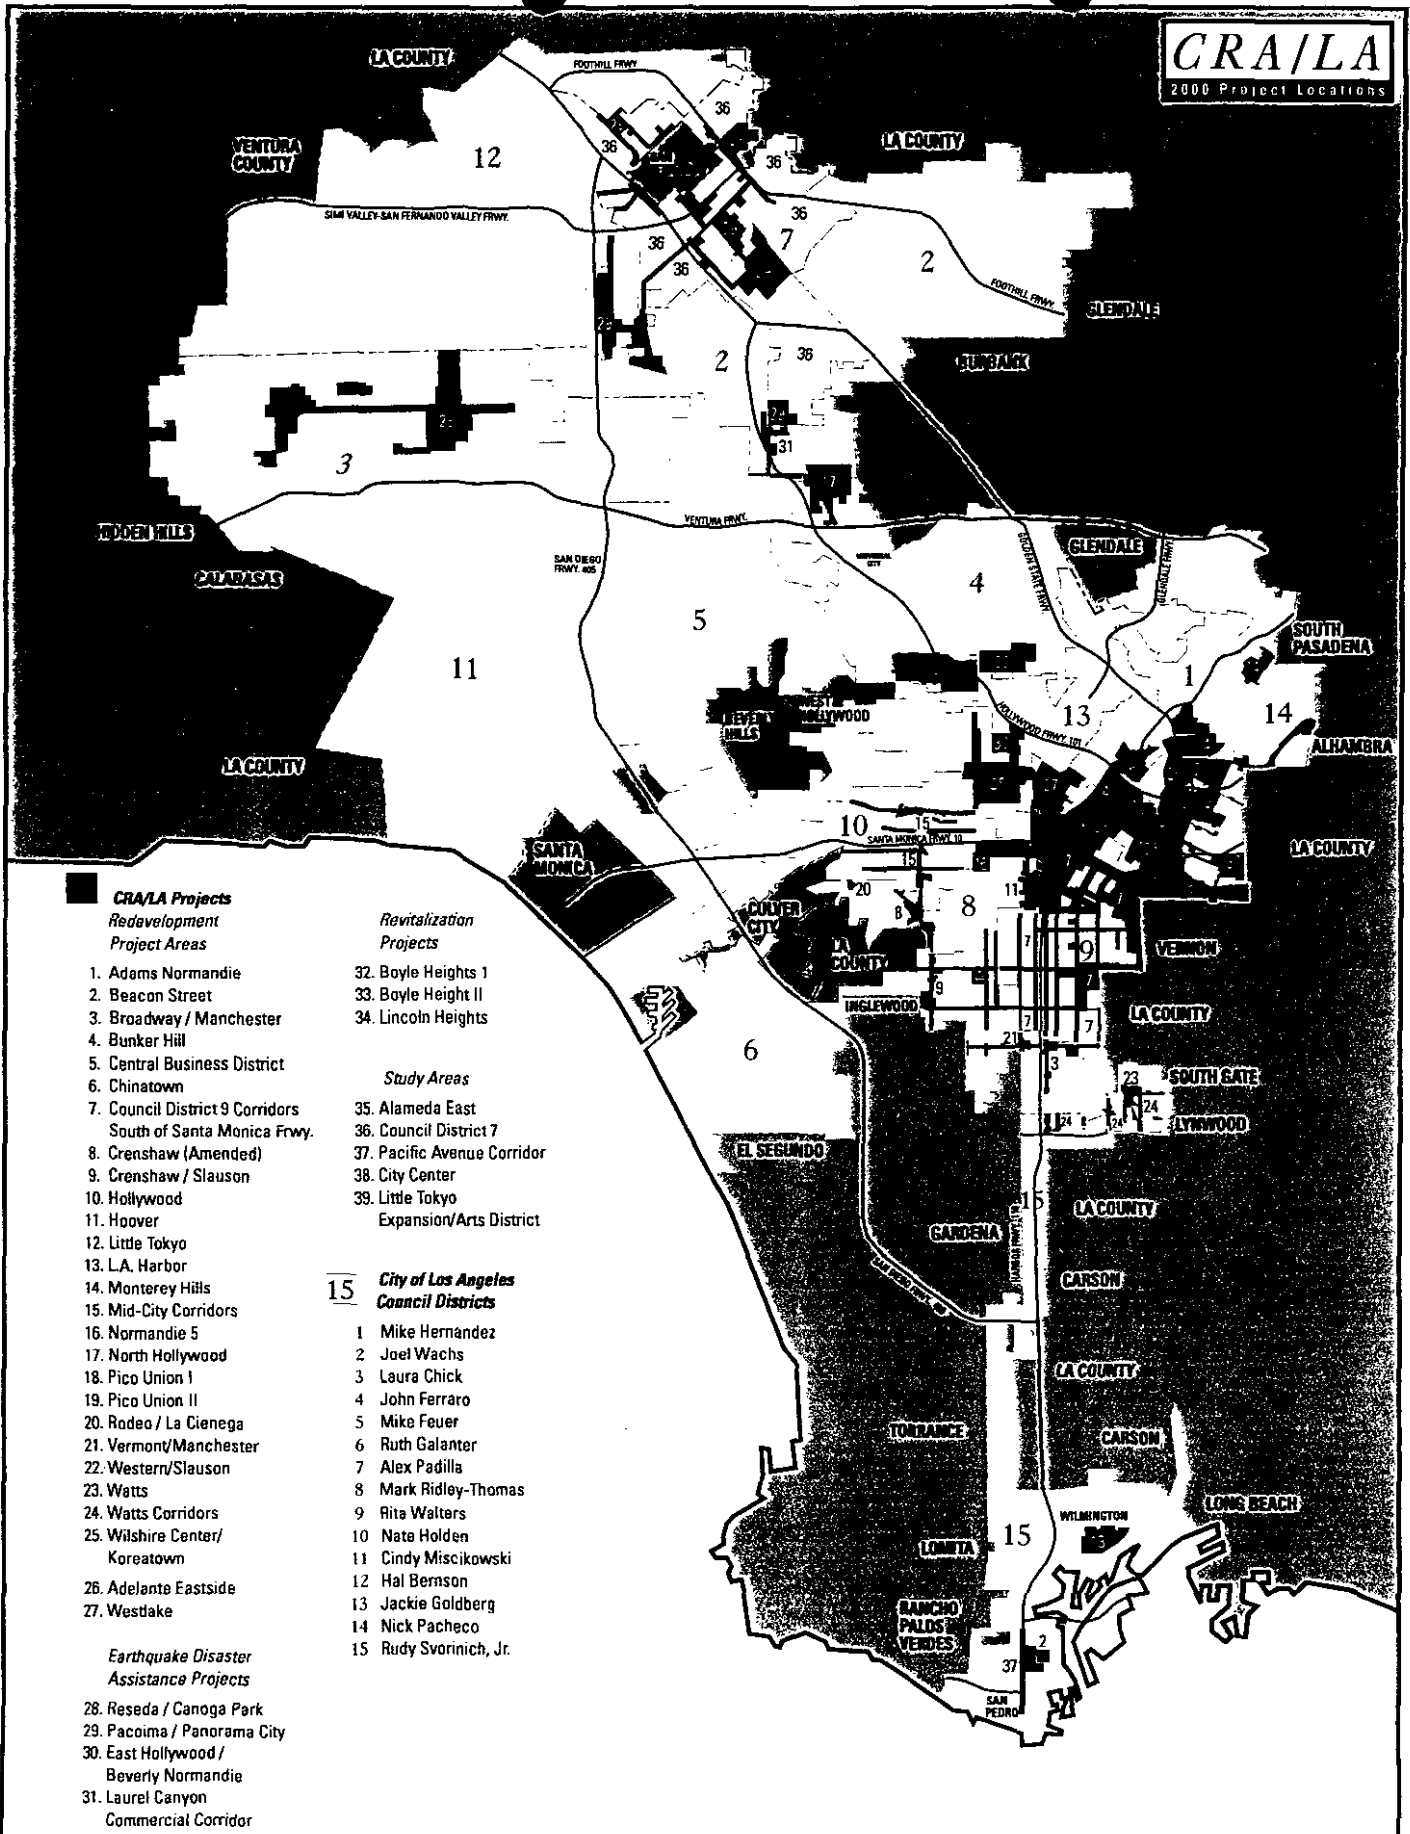 CRA/LA
2000 Project Locations
LA COUNTY
FOOTHILL FRWY
36
VENTURA
COUNTY
12
36
LA COUNTY
36
SIMI VALLEY-SAN FERNANDO VALLEY FRWY.
36
36
7
2
36
FOOTHILL FRWY.
GLENDALE
2
36
BURBANK
31
3
HIDDEN HILLS
VENTURA FRWY.
CALABASAS
SAN DIEGO
FRWY. 405
UNIVERSAL
CITY
GOLDEN STATE FRWY.
GLENDALE
GLENDALE FRWY.
4
5
11
SOUTH
PASADENA
1
WEST
HOLLYWOOD
BEVERLY
HILLS
HOLLYWOOD FRWY. 101
13
14
ALHAMBRA
LA COUNTY
10
15
SANTA MONICA FRWY. 10
SANTA
MONICA
15
LA COUNTY
20
8
8
11
CULVER
CITY
LA
COUNTY
7
9
VERNON
9
INGLEWOOD
7
7
LA COUNTY
21
3
6
SOUTH GATE
23
24
24
24
LYNWOOD
EL SEGUNDO
15
LA COUNTY
GARDENA
HARBOR FRWY. 110
SAN DIEGO FRWY. 405
CARSON
LA COUNTY
TORRANCE
CARSON
LONG BEACH
WILMINGTON
15
LOMITA
RANCHO
PALOS
VERDES
2
37
SAN
PEDRO
CRA/LA Projects
Redevelopment
Project Areas
1. Adams Normandie
2. Beacon Street
3. Broadway / Manchester
4. Bunker Hill
5. Central Business District
6. Chinatown
7. Council District 9 Corridors
South of Santa Monica Frwy.
8. Crenshaw (Amended)
9. Crenshaw / Slauson
10. Hollywood
11. Hoover
12. Little Tokyo
13. L.A. Harbor
14. Monterey Hills
15. Mid-City Corridors
16. Normandie 5
17. North Hollywood
18. Pico Union I
19. Pico Union II
20. Rodeo / La Cienega
21. Vermont/Manchester
22. Western/Slauson
23. Watts
24. Watts Corridors
25. Wilshire Center/
Koreatown
26. Adelante Eastside
27. Westlake
Earthquake Disaster
Assistance Projects
28. Reseda / Canoga Park
29. Pacoima / Panorama City
30. East Hollywood /
Beverly Normandie
31. Laurel Canyon
Commercial Corridor
Revitalization
Projects
32. Boyle Heights 1
33. Boyle Height II
34. Lincoln Heights
Study Areas
35. Alameda East
36. Council District 7
37. Pacific Avenue Corridor
38. City Center
39. Little Tokyo
Expansion/Arts District
15
City of Los Angeles
Council Districts
1 Mike Hernandez
2 Joel Wachs
3 Laura Chick
4 John Ferraro
5 Mike Feuer
6 Ruth Galanter
7 Alex Padilla
8 Mark Ridley-Thomas
9 Rita Walters
10 Nate Holden
11 Cindy Miscikowski
12 Hal Bernson
13 Jackie Goldberg
14 Nick Pacheco
15 Rudy Svorinich, Jr.